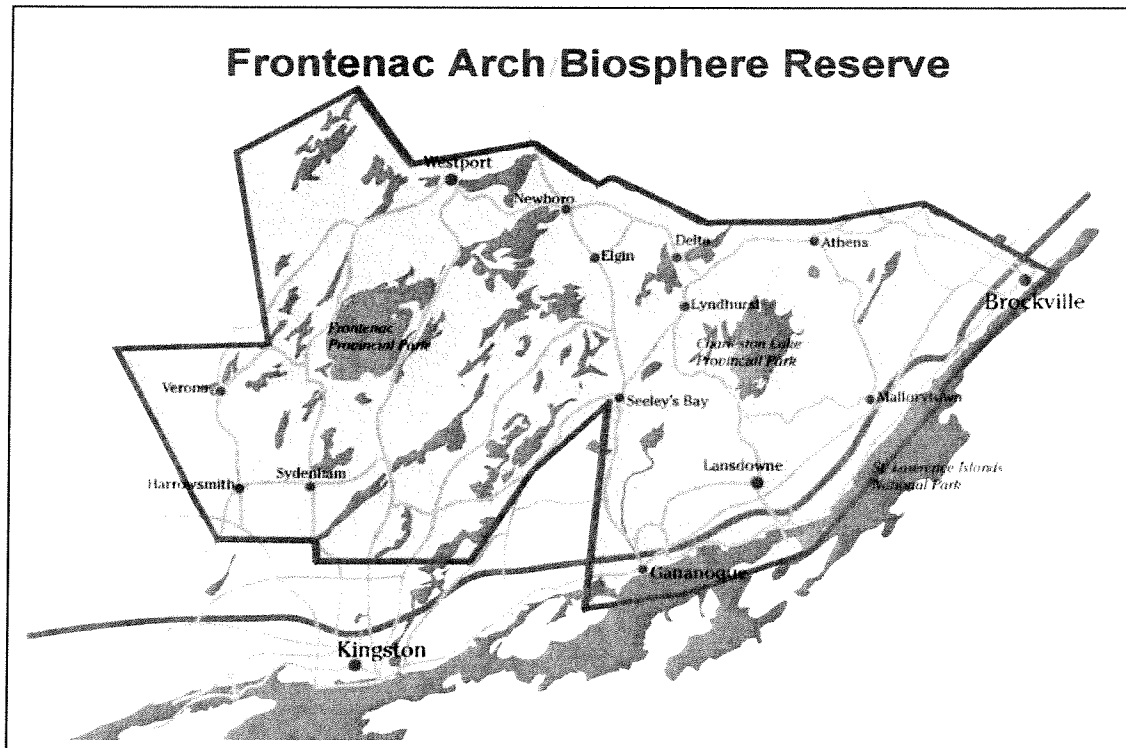 Frontenac Arch Biosphere Reserve
Westport
Newboro
Delta
Athens
Elgin
Brockville
Lyndhurst
Frontenac
Provincial Park
Charleston Lake
Provincial Park
Verona
Seeley's Bay
Mallorytown
Harrowsmith
Sydenham
Lansdowne
St. Lawrence Islands
National Park
Gananoque
Kingston